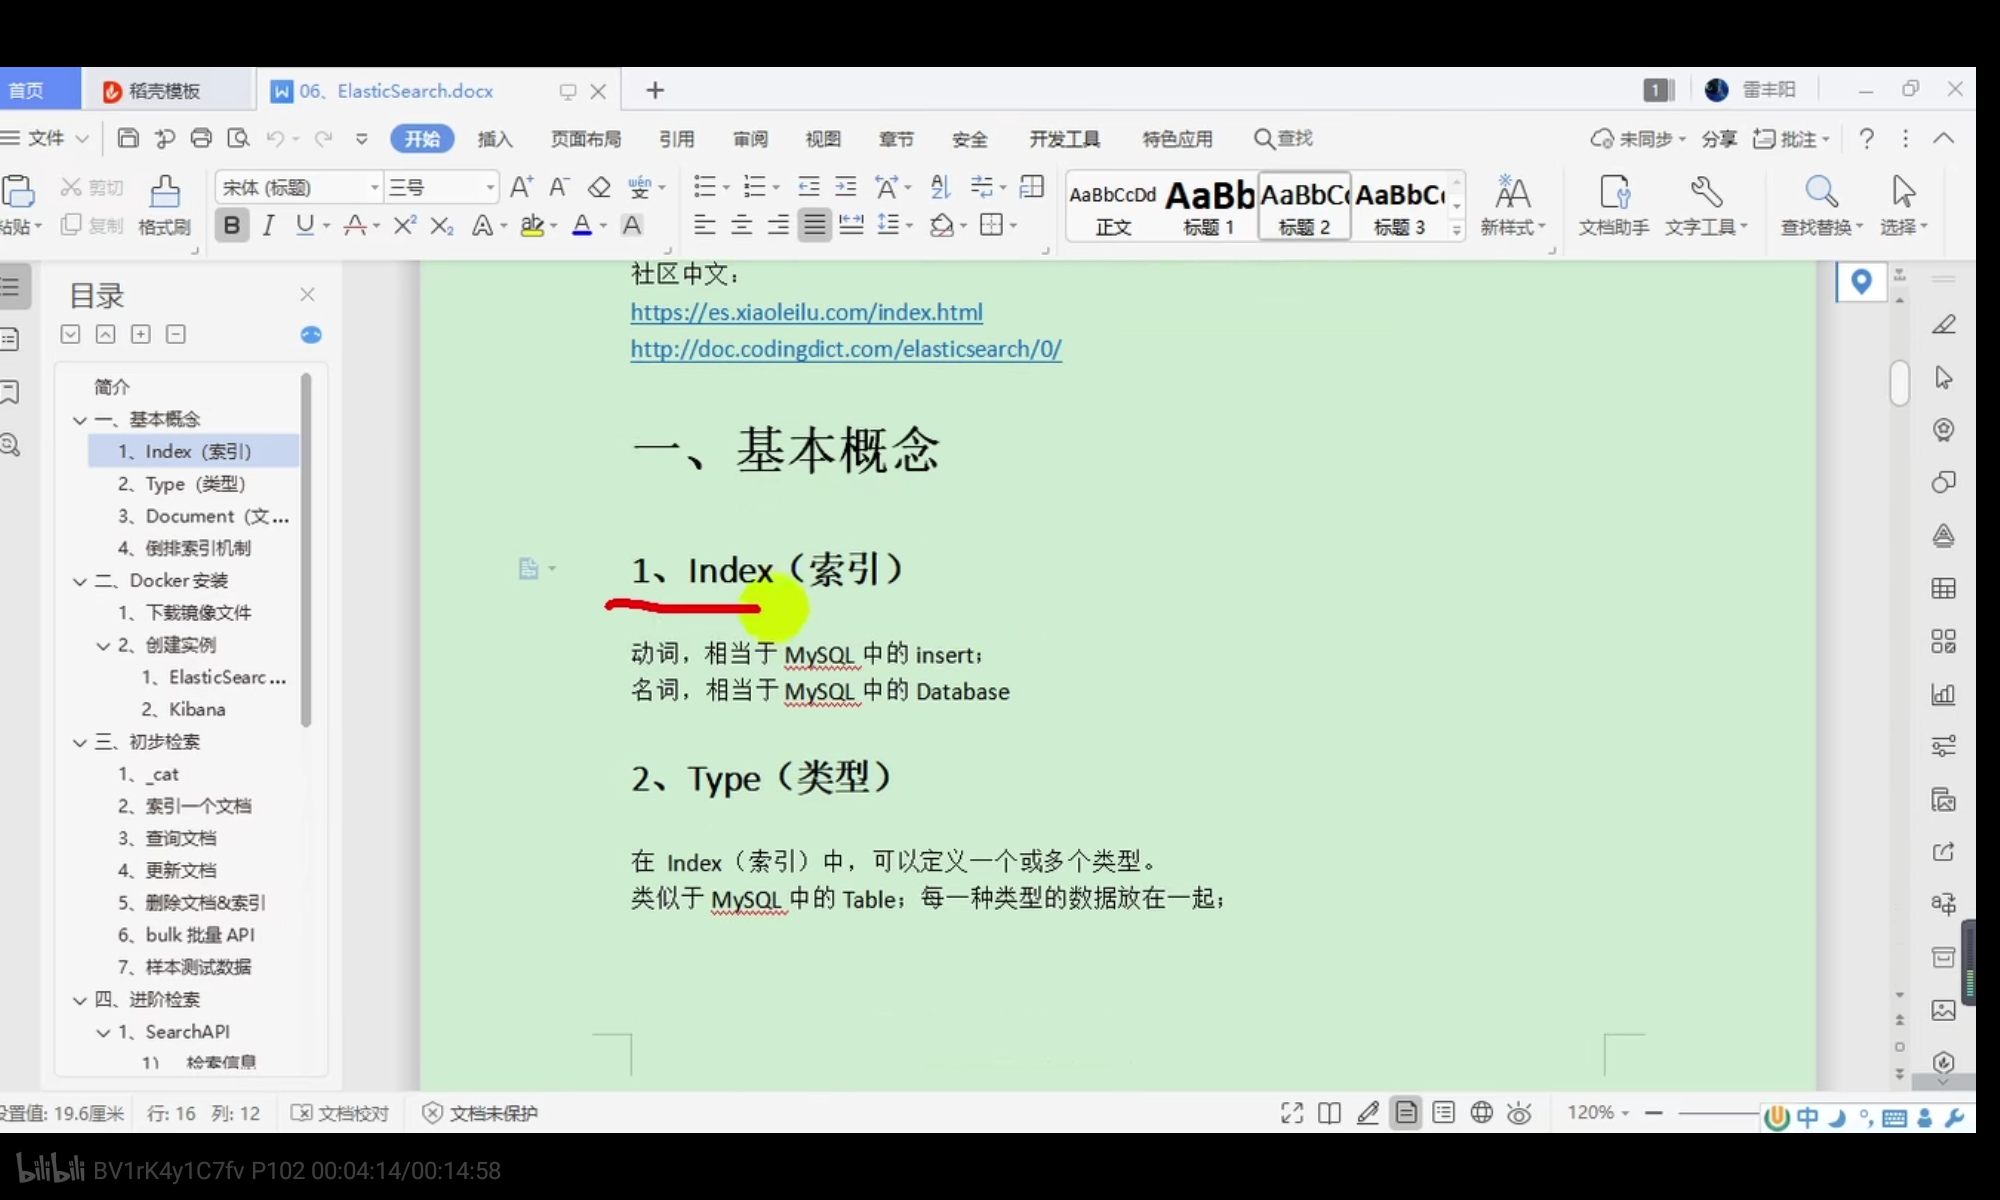 首页
稻壳模板
06、ElasticSearch.docx
1
雷丰阳
文件
开始
插入
页面布局
引用
审阅
视图
章节
安全
开发工具
特色应用
查找
未同步
分享
批注
剪切
复制
格式刷
宋体 (标题)
三号
AaBbCcDd
正文
AaBb
标题 1
AaBbC
标题 2
AaBbC
标题 3
新样式
文档助手
文字工具
查找替换
选择
目录
简介
一、基本概念
1、Index（索引）
2、Type（类型）
3、Document（文...
4、倒排索引机制
二、Docker 安装
1、下载镜像文件
2、创建实例
1、ElasticSearc...
2、Kibana
三、初步检索
1、_cat
2、索引一个文档
3、查询文档
4、更新文档
5、删除文档&索引
6、bulk 批量 API
7、样本测试数据
四、进阶检索
1、SearchAPI
1） 检索信息
社区中文：
https://es.xiaoleilu.com/index.html
http://doc.codingdict.com/elasticsearch/0/
一、基本概念
1、Index（索引）
动词，相当于 MySQL 中的 insert；
名词，相当于 MySQL 中的 Database
2、Type（类型）
在 Index（索引）中，可以定义一个或多个类型。
类似于 MySQL 中的 Table；每一种类型的数据放在一起；
设置值: 19.6厘米
行: 16
列: 12
文档校对
文档未保护
120%
中
bilibili BV1rK4y1C7fv P102 00:04:14/00:14:58